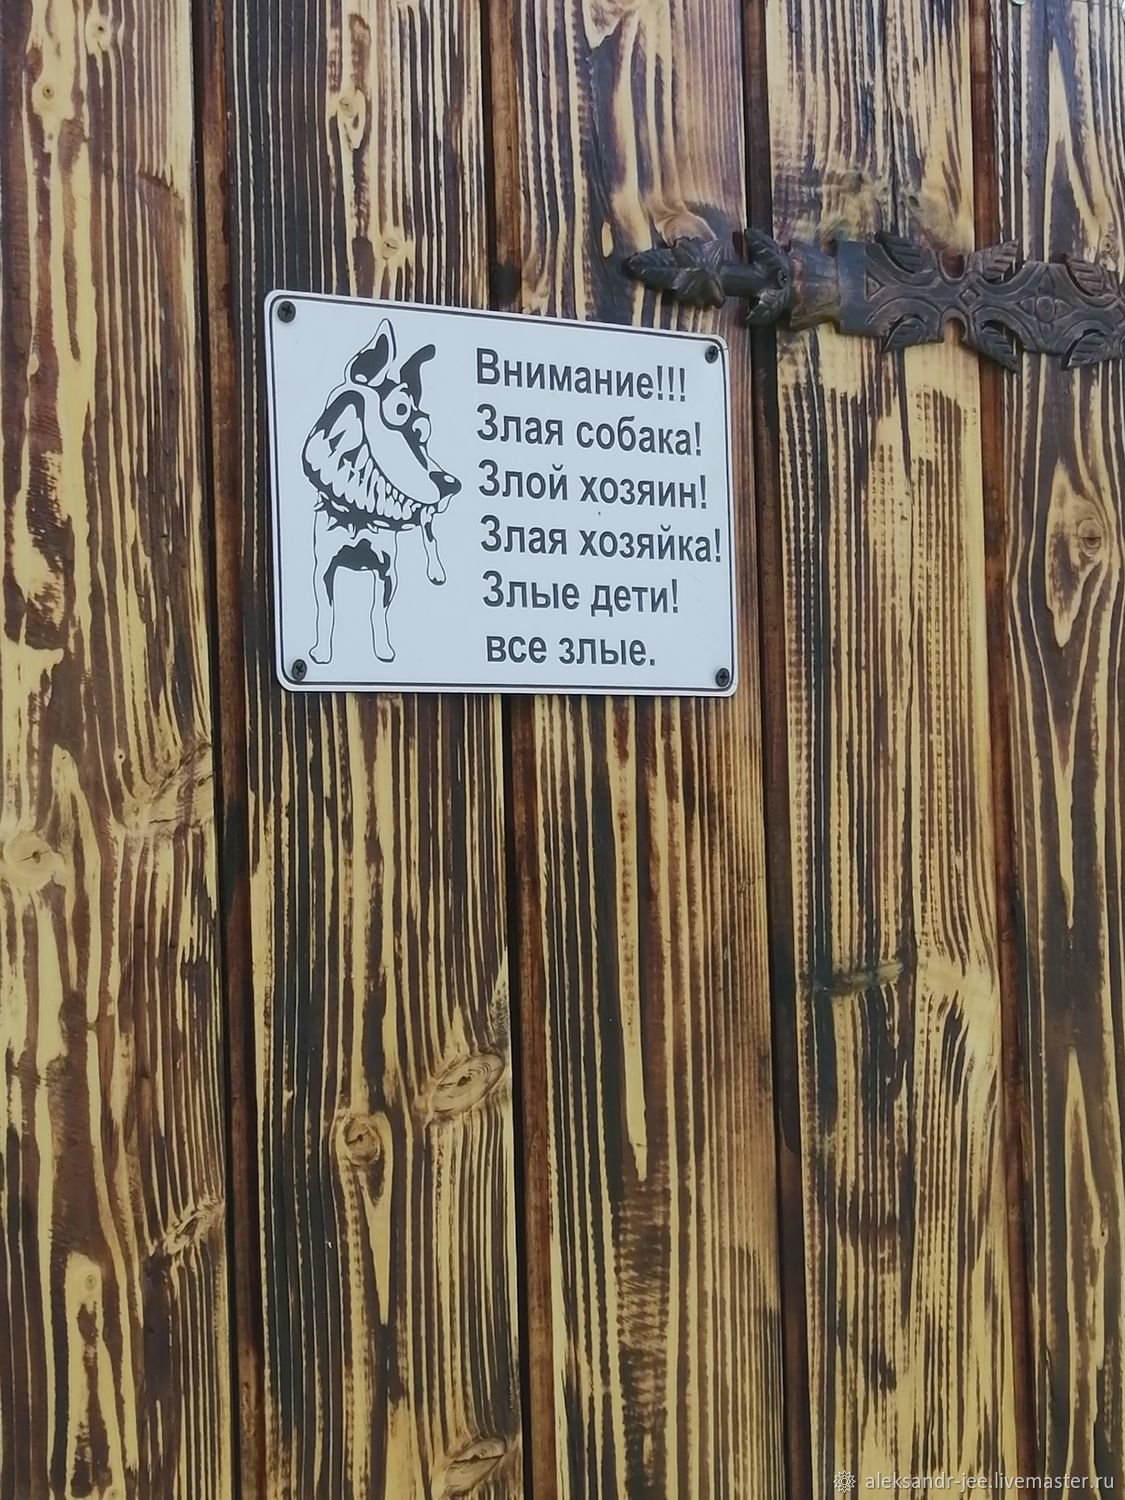 Внимание!!!
Злая собака!
Злой хозяин!
Злая хозяйка!
Злые дети!
все злые.
aleksandr-jee.livemaster.ru